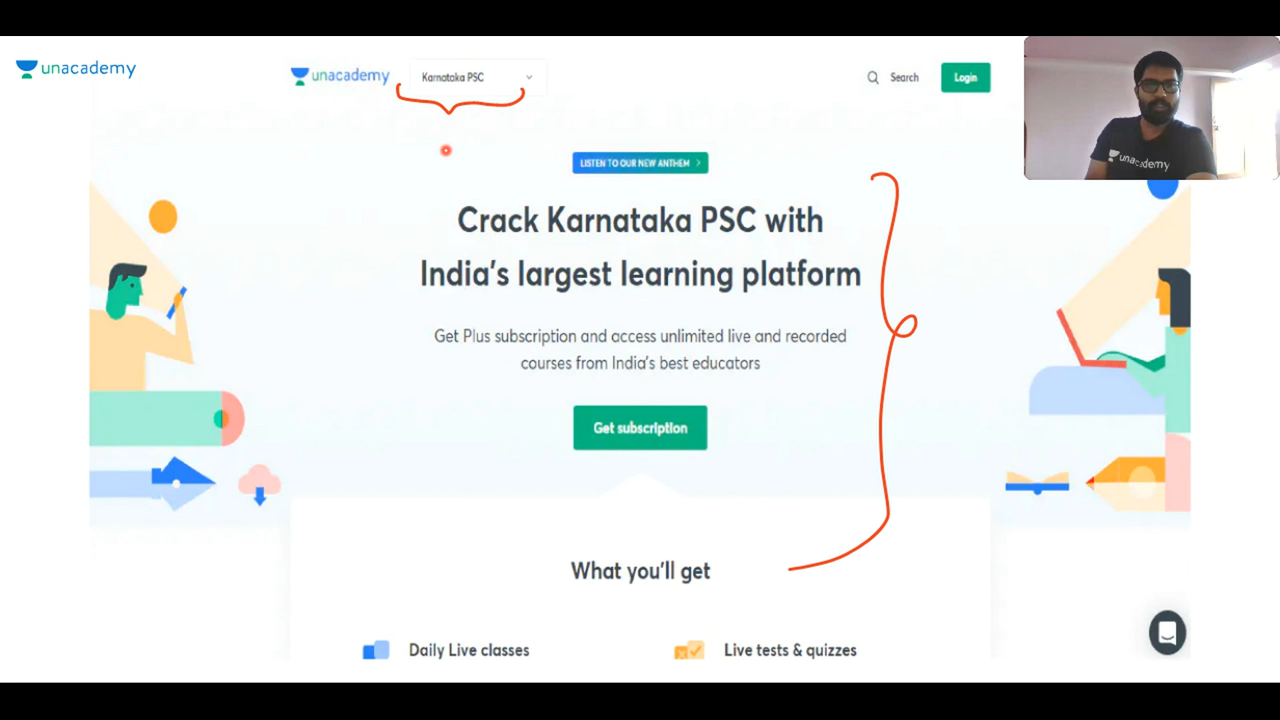 unacademy
unacademy
Karnataka PSC
Search
Login
unacademy
LISTEN TO OUR NEW ANTHEM
Crack Karnataka PSC with
India's largest learning platform
Get Plus subscription and access unlimited live and recorded
courses from India's best educators
Get subscription
What you'll get
Daily Live classes
Live tests & quizzes